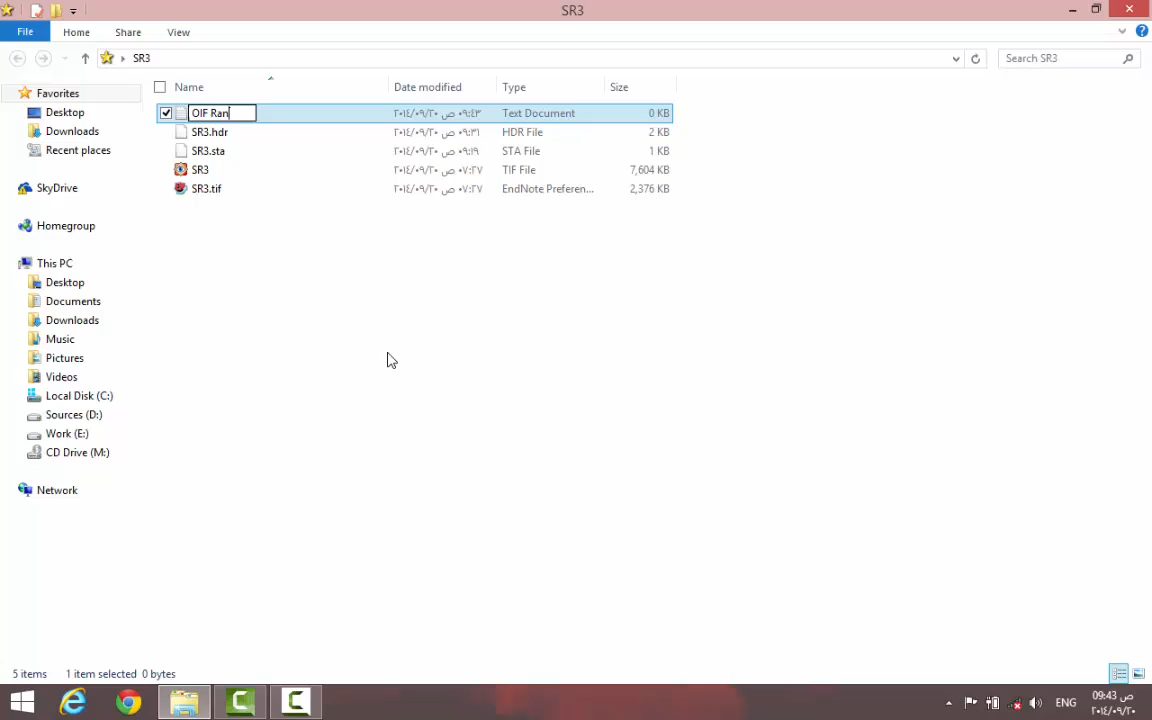 SR3
File Home Share View
SR3
Search SR3
Name Date modified Type Size
OIF Ran ٢٠١٤/٠٩/٢٠ ص ٠٩:٤٣ Text Document 0 KB
SR3.hdr ٢٠١٤/٠٩/٢٠ ص ٠٩:٣١ HDR File 2 KB
SR3.sta ٢٠١٤/٠٩/٢٠ ص ٠٩:١٩ STA File 1 KB
SR3 ٢٠١٤/٠٩/٢٠ ص ٠٧:٢٧ TIF File 7,604 KB
SR3.tif ٢٠١٤/٠٩/٢٠ ص ٠٧:٢٧ EndNote Preferen... 2,376 KB
Favorites
Desktop
Downloads
Recent places
SkyDrive
Homegroup
This PC
Desktop
Documents
Downloads
Music
Pictures
Videos
Local Disk (C:)
Sources (D:)
Work (E:)
CD Drive (M:)
Network
5 items 1 item selected 0 bytes
ENG
09:43 ص
٢٠١٤/٠٩/٢٠